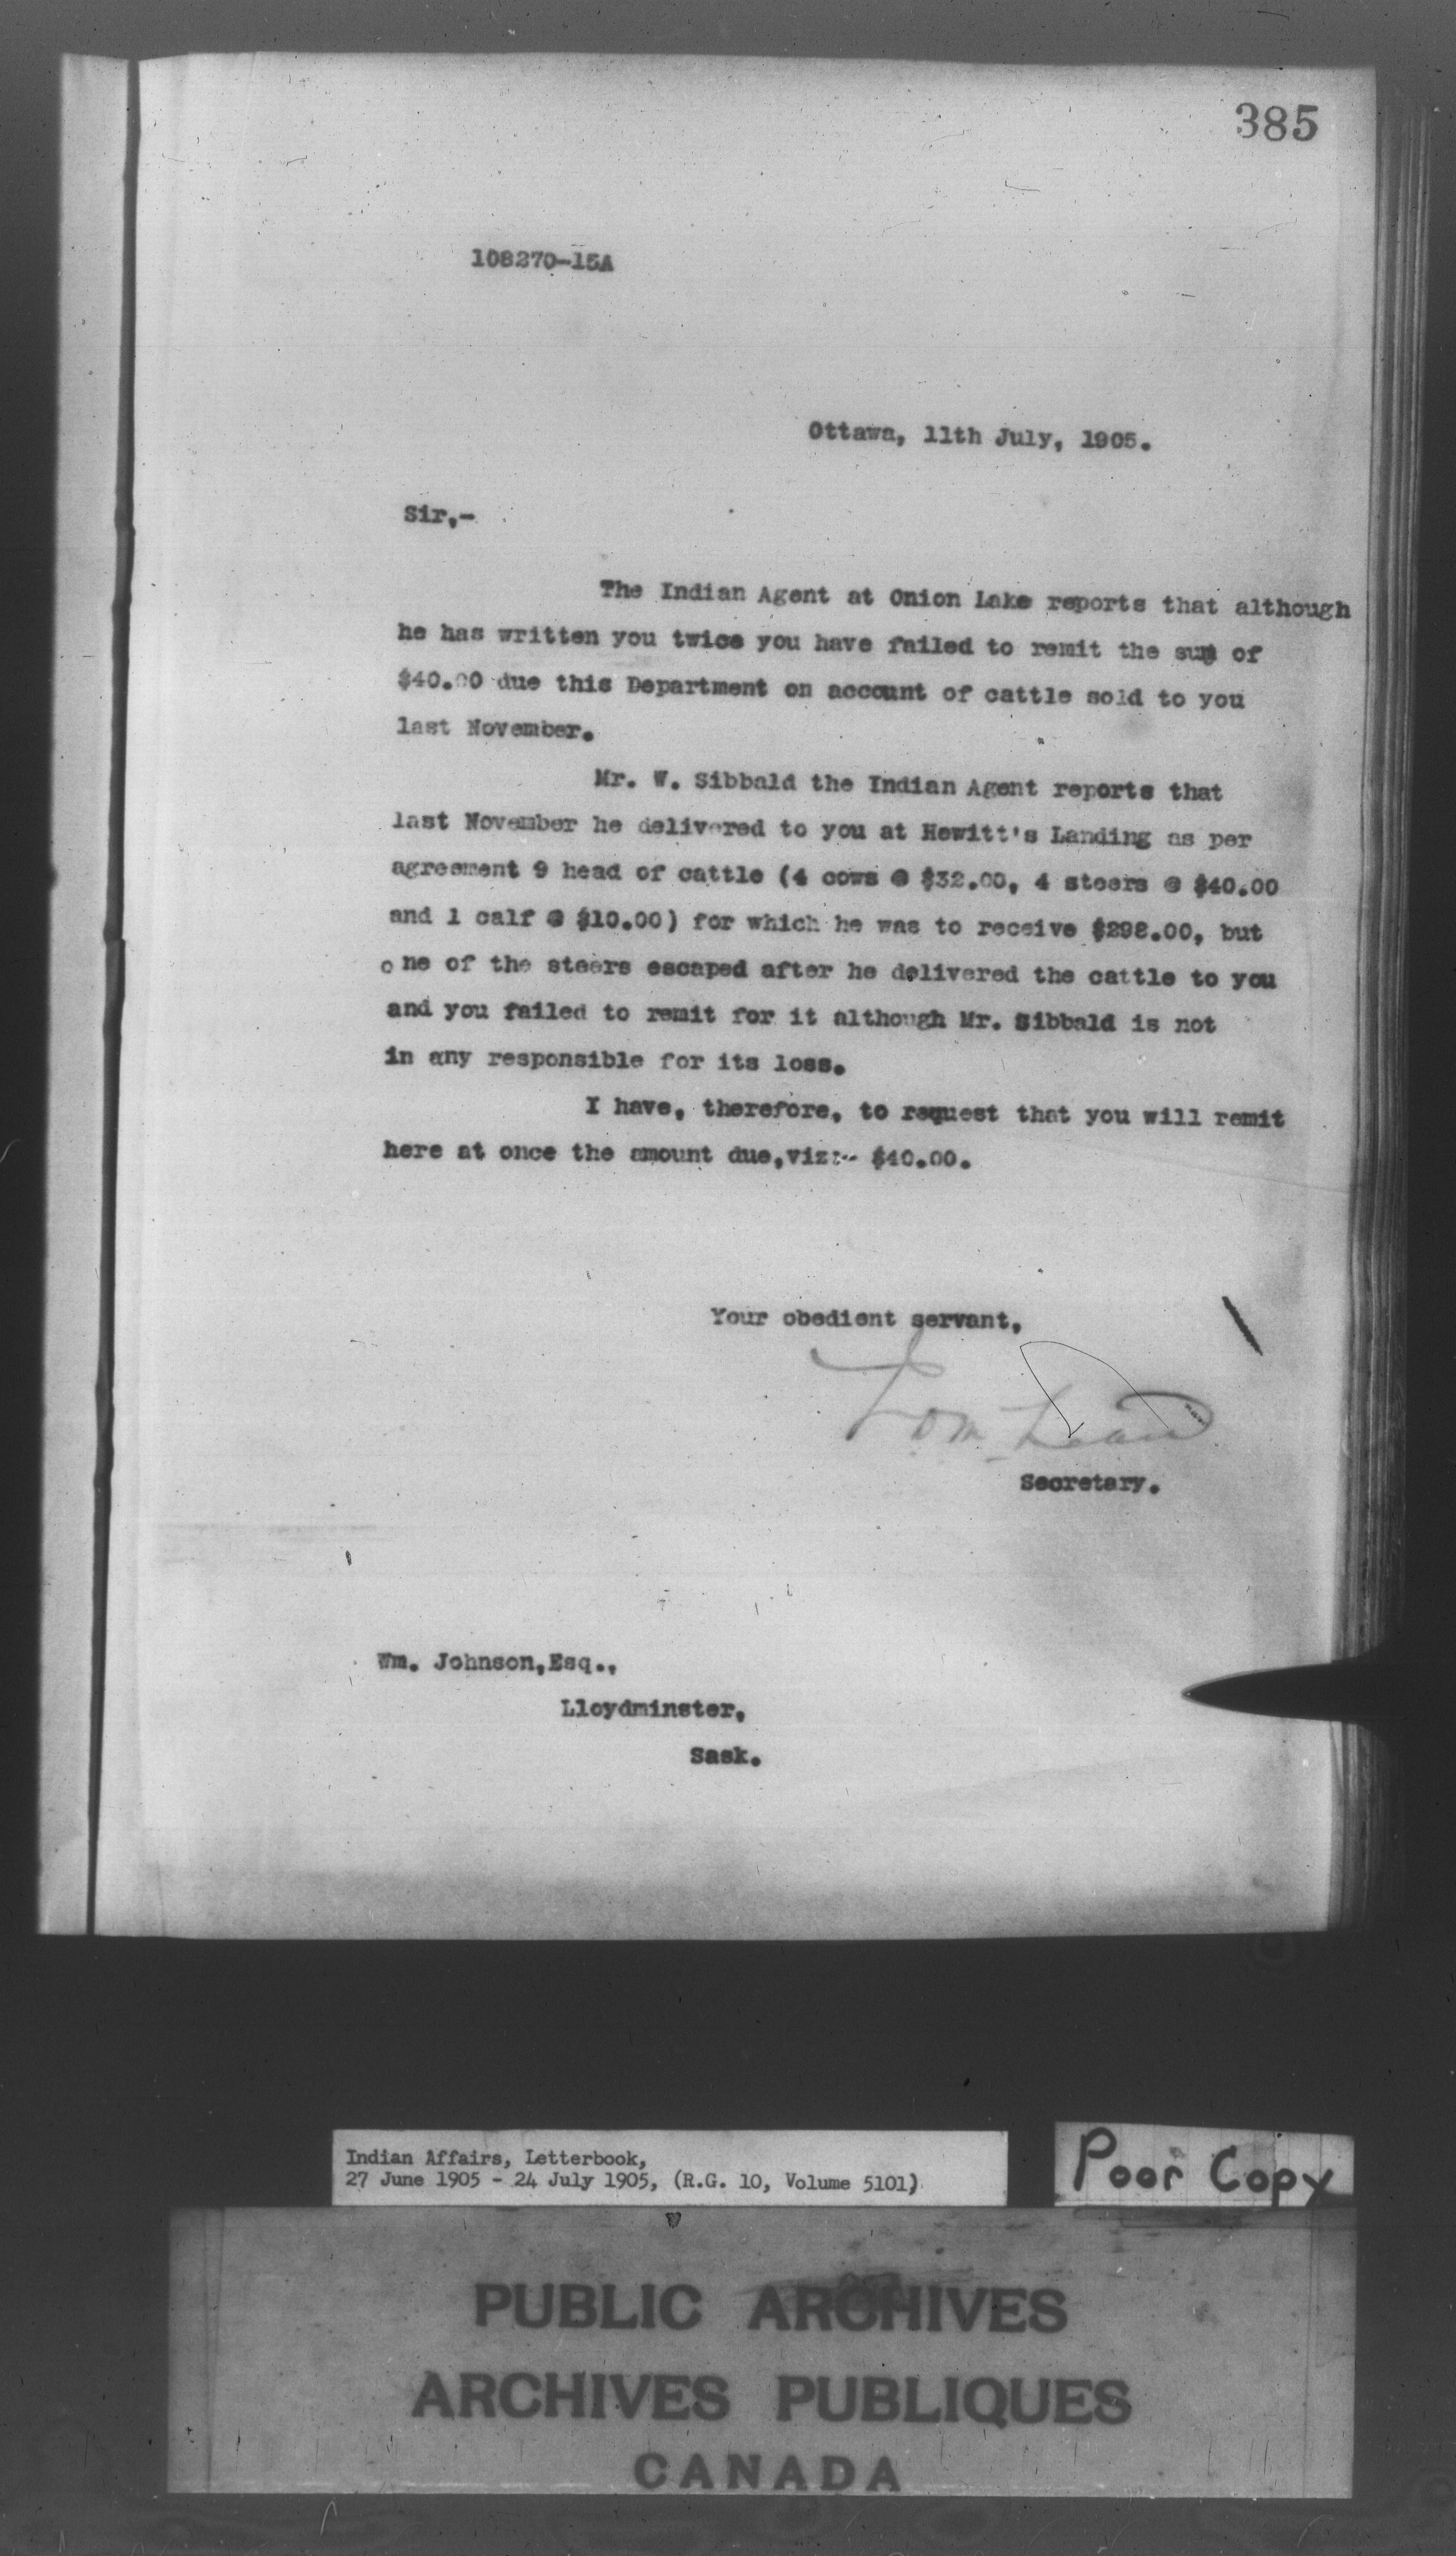 385
108270-15A
Ottawa, 11th July, 1905.
Sir,-
The Indian Agent at Onion Lake reports that although
he has written you twice you have failed to remit the sum of
$40.00 due this Department on account of cattle sold to you
last November.
Mr. W. Sibbald the Indian Agent reports that
last November he delivered to you at Hewitt's Landing as per
agreement 9 head of cattle (4 cows @ $32.00, 4 steers @ $40.00
and 1 calf @ $10.00) for which he was to receive $298.00, but
one of the steers escaped after he delivered the cattle to you
and you failed to remit for it although Mr. Sibbald is not
in any responsible for its loss.
I have, therefore, to request that you will remit
here at once the amount due,viz:- $40.00.
Your obedient servant,
Secretary.
Wm. Johnson,Esq.,
Lloydminster,
Sask.
Indian Affairs, Letterbook,
27 June 1905 - 24 July 1905, (R.G. 10, Volume 5101)
Poor Copy
PUBLIC ARCHIVES
ARCHIVES PUBLIQUES
CANADA